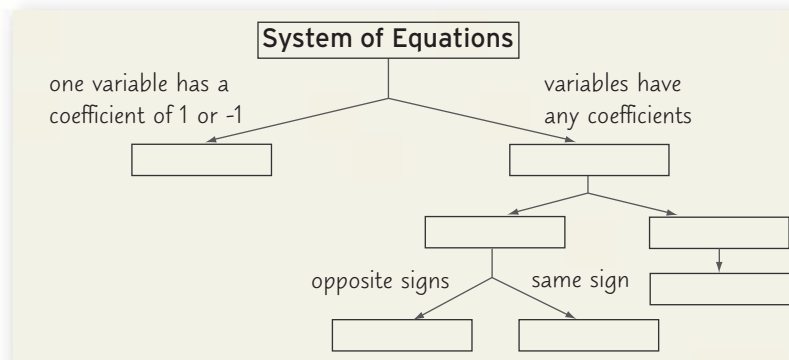 System of Equations
one variable has a
coefficient of 1 or -1
variables have
any coefficients
opposite signs
same sign